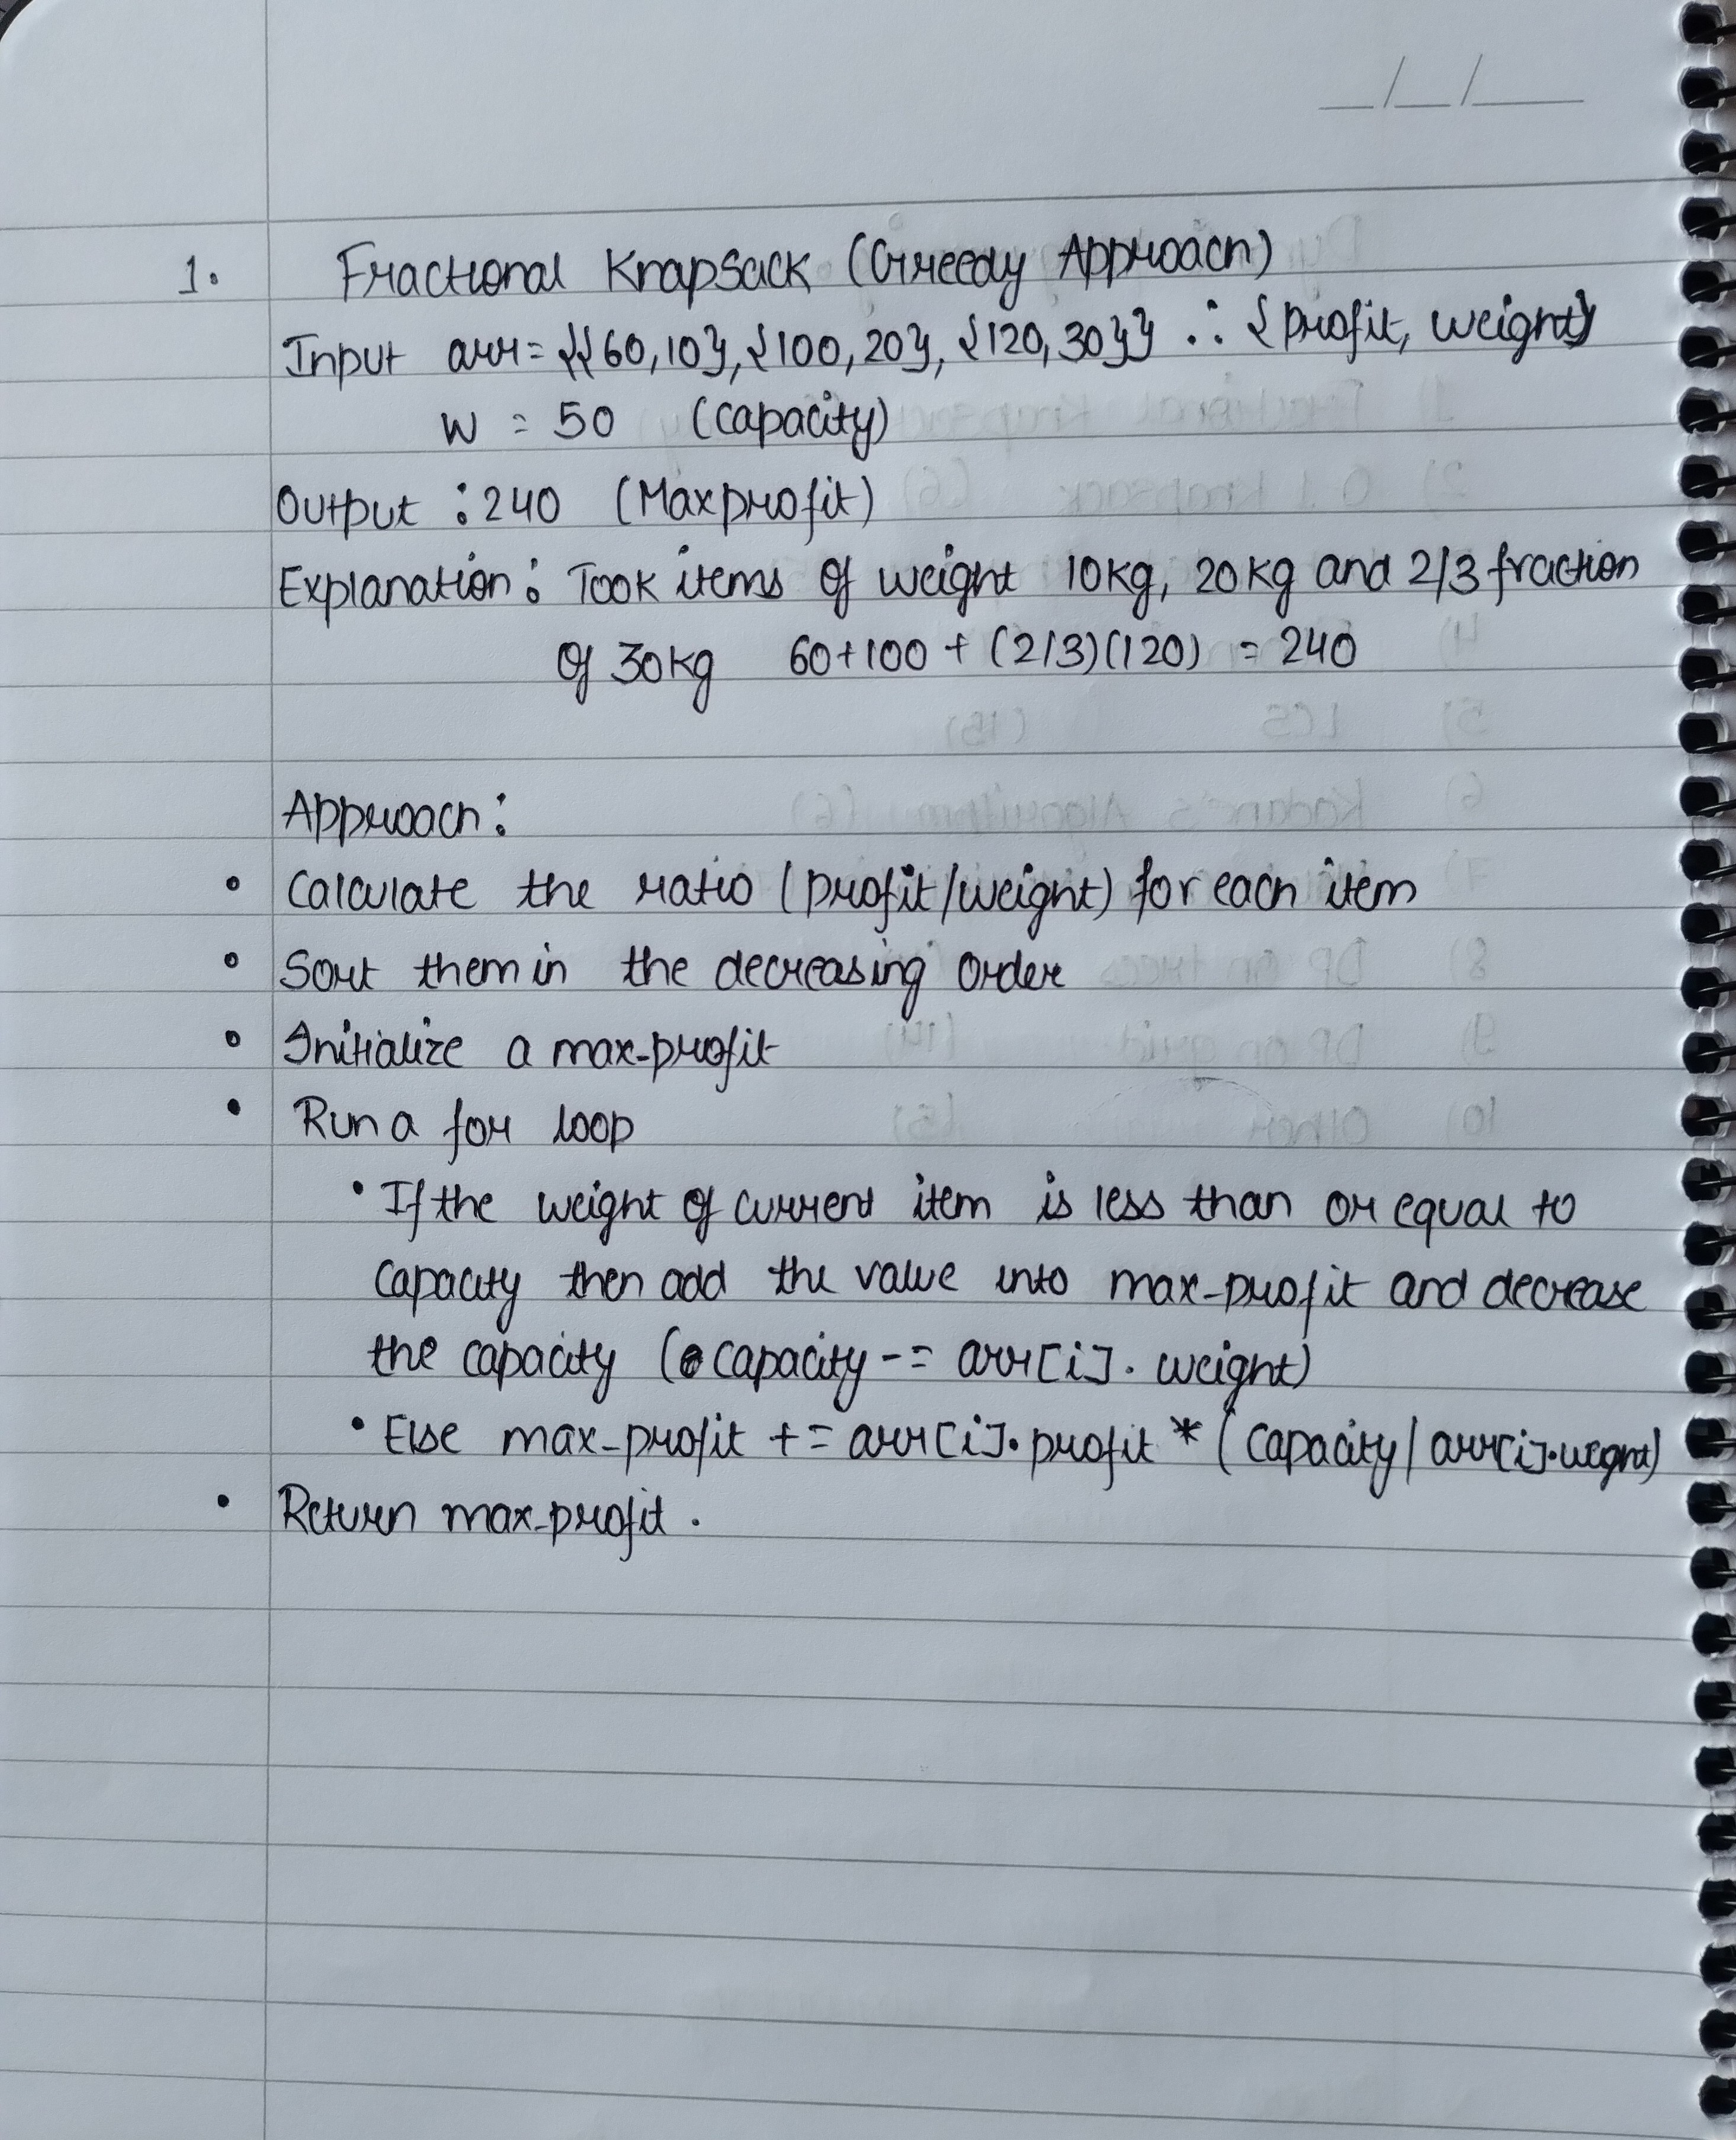 1. Fractional Knapsack (Greedy Approach)
Input arr = {{60,10}, {100,20}, {120,30}} ∴ {profit, weight}
W = 50 (capacity)
Output : 240 (Maxprofit)
Explanation : Took items of weight 10kg, 20kg and 2/3 fraction
of 30kg 60+100+(2/3)(120) = 240
Approach :
• Calculate the ratio (profit/weight) for each item
• Sort them in the decreasing order
• Initialize a max-profit
• Run a for loop
• If the weight of current item is less than or equal to
capacity then add the value into max-profit and decrease
the capacity (capacity -= arr[i].weight)
• Else max-profit += arr[i].profit * (capacity/arr[i].weight)
• Return max-profit.